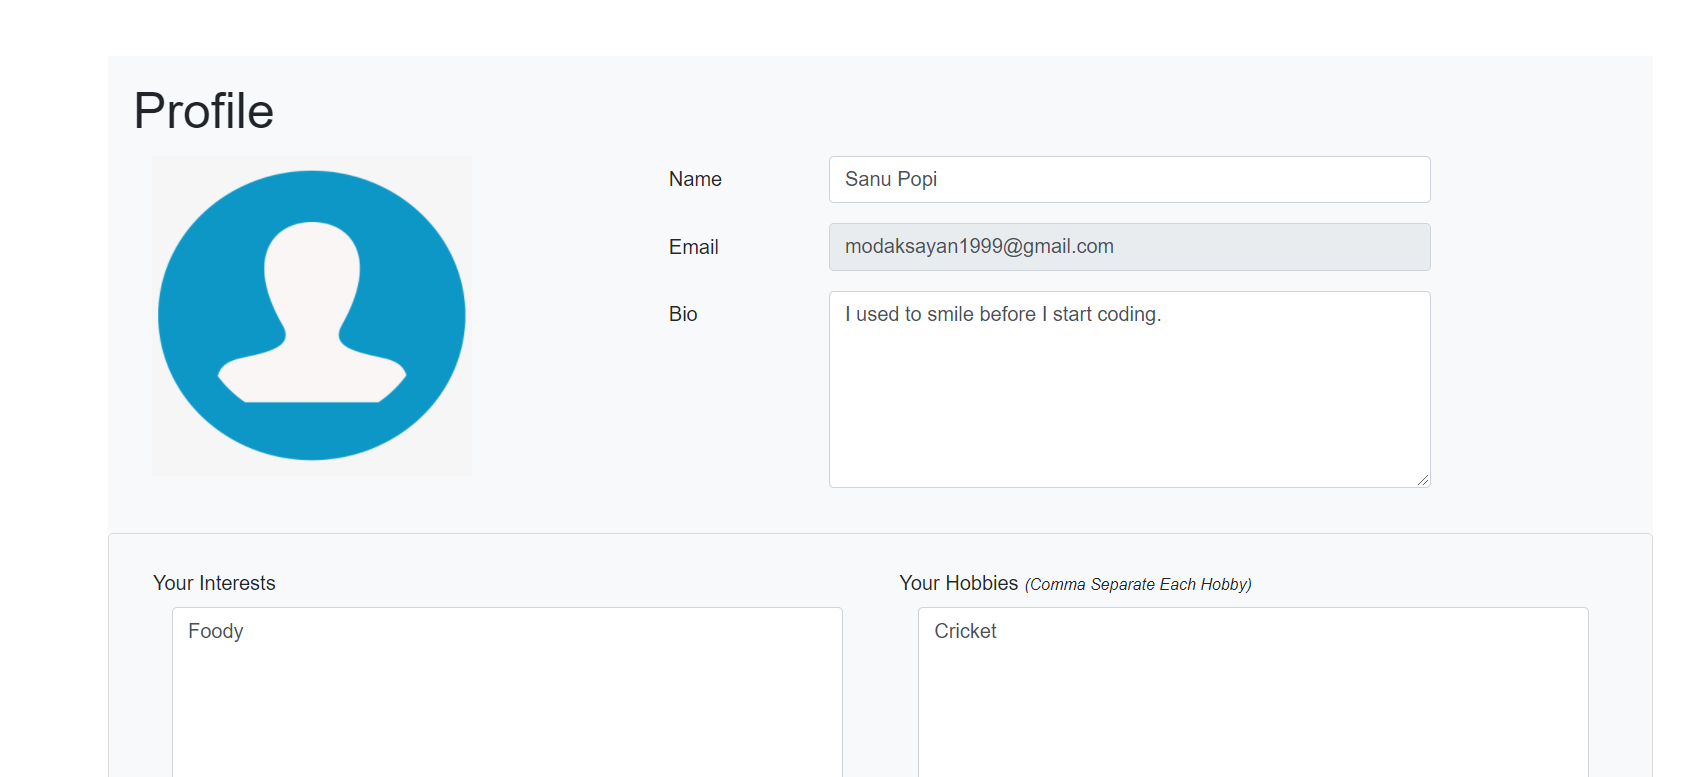 Profile
Name
Sanu Popi
Email
modaksayan1999@gmail.com
Bio
I used to smile before I start coding.
Your Interests
Foody
Your Hobbies (Comma Separate Each Hobby)
Cricket